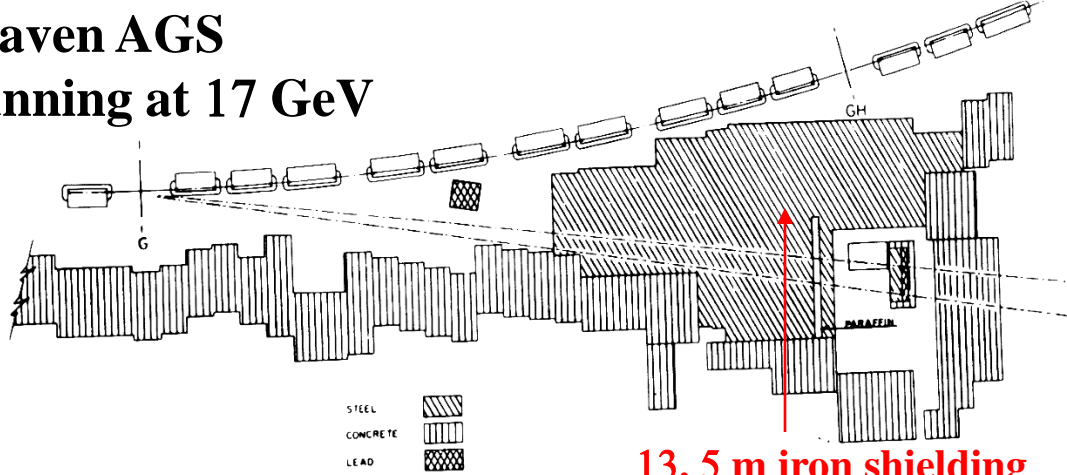 aven AGS
nning at 17 GeV
GH
G
PARAFFIN
STEEL
CONCRETE
LEAD
13. 5 m iron shielding